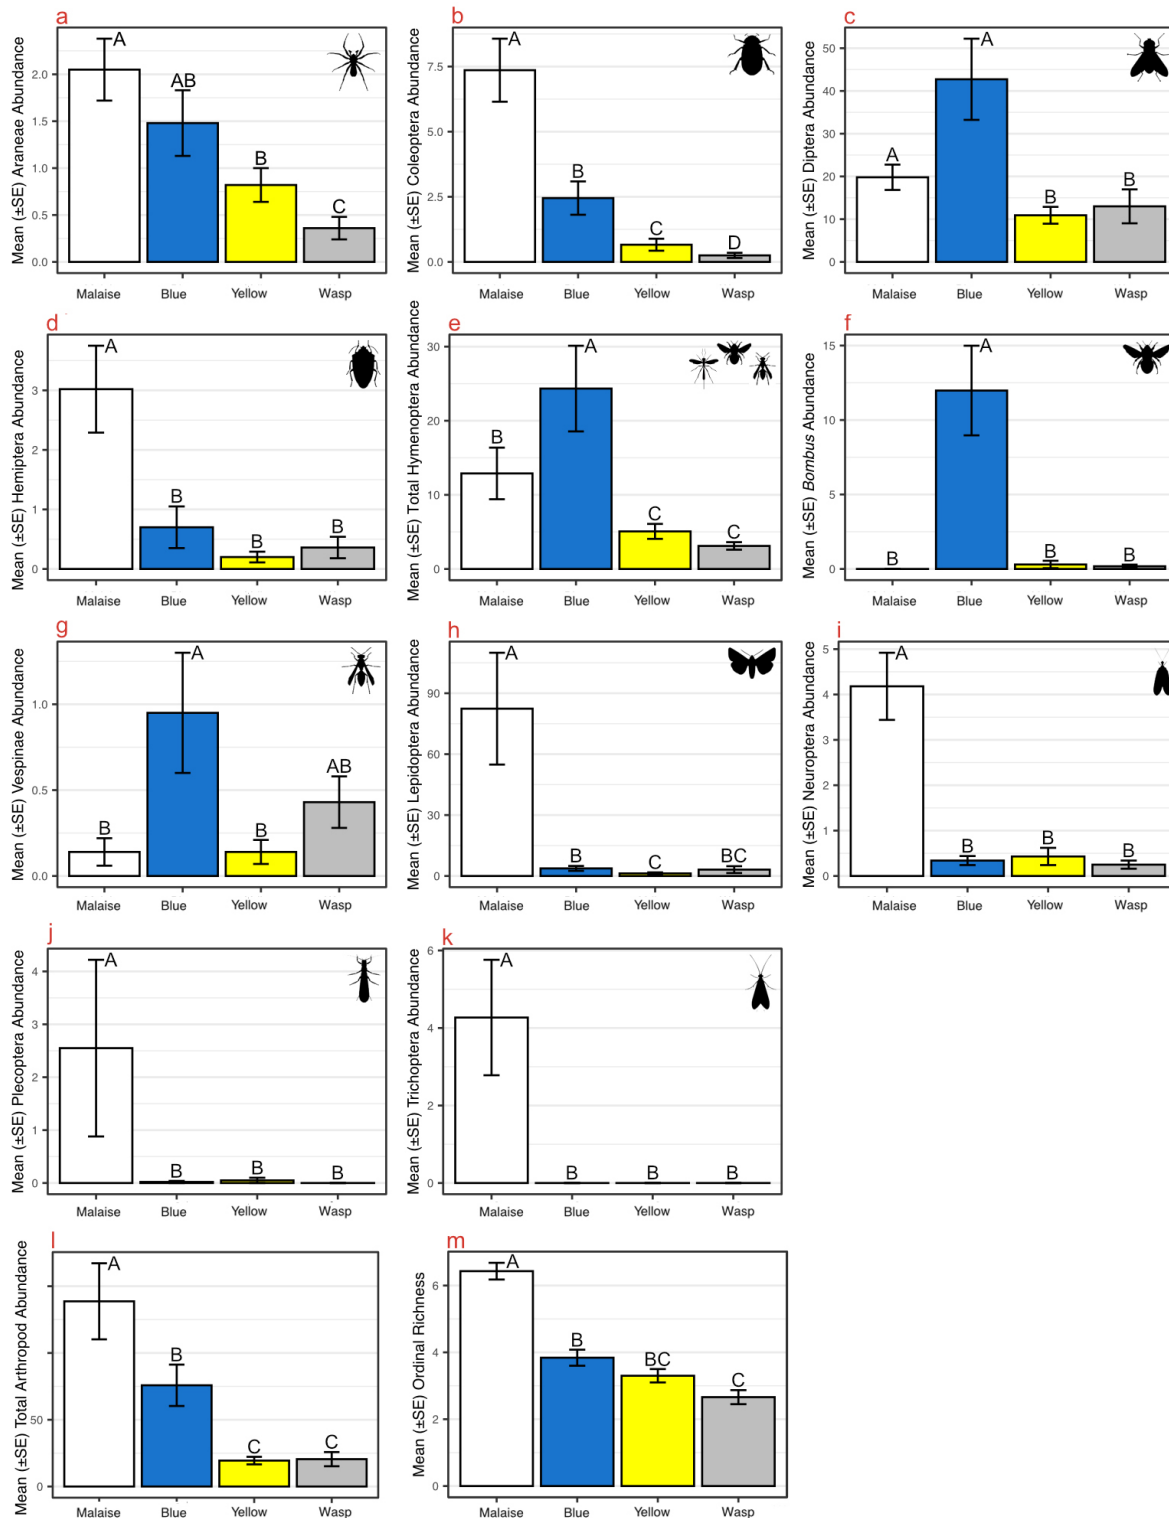 a
Mean (±SE) Araneae Abundance
2.0
1.5
1.0
0.5
0.0
A
AB
B
C
Malaise Blue Yellow Wasp
b
Mean (±SE) Coleoptera Abundance
7.5
5.0
2.5
0.0
A
B
C
D
Malaise Blue Yellow Wasp
c
Mean (±SE) Diptera Abundance
50
40
30
20
10
0
A
A
B
B
Malaise Blue Yellow Wasp
d
Mean (±SE) Hemiptera Abundance
3
2
1
0
A
B
B
B
Malaise Blue Yellow Wasp
e
Mean (±SE) Total Hymenoptera Abundance
30
20
10
0
B
A
C
C
Malaise Blue Yellow Wasp
f
Mean (±SE) Bombus Abundance
15
10
5
0
B
A
B
B
Malaise Blue Yellow Wasp
g
Mean (±SE) Vespinae Abundance
1.0
0.5
0.0
B
A
B
AB
Malaise Blue Yellow Wasp
h
Mean (±SE) Lepidoptera Abundance
90
60
30
0
A
B
C
BC
Malaise Blue Yellow Wasp
i
Mean (±SE) Neuroptera Abundance
5
4
3
2
1
0
A
B
B
B
Malaise Blue Yellow Wasp
j
Mean (±SE) Plecoptera Abundance
4
3
2
1
0
A
B
B
B
Malaise Blue Yellow Wasp
k
Mean (±SE) Trichoptera Abundance
6
4
2
0
A
B
B
B
Malaise Blue Yellow Wasp
l
Mean (±SE) Total Arthropod Abundance
50
0
A
B
C
C
Malaise Blue Yellow Wasp
m
Mean (±SE) Ordinal Richness
6
4
2
0
A
B
BC
C
Malaise Blue Yellow Wasp